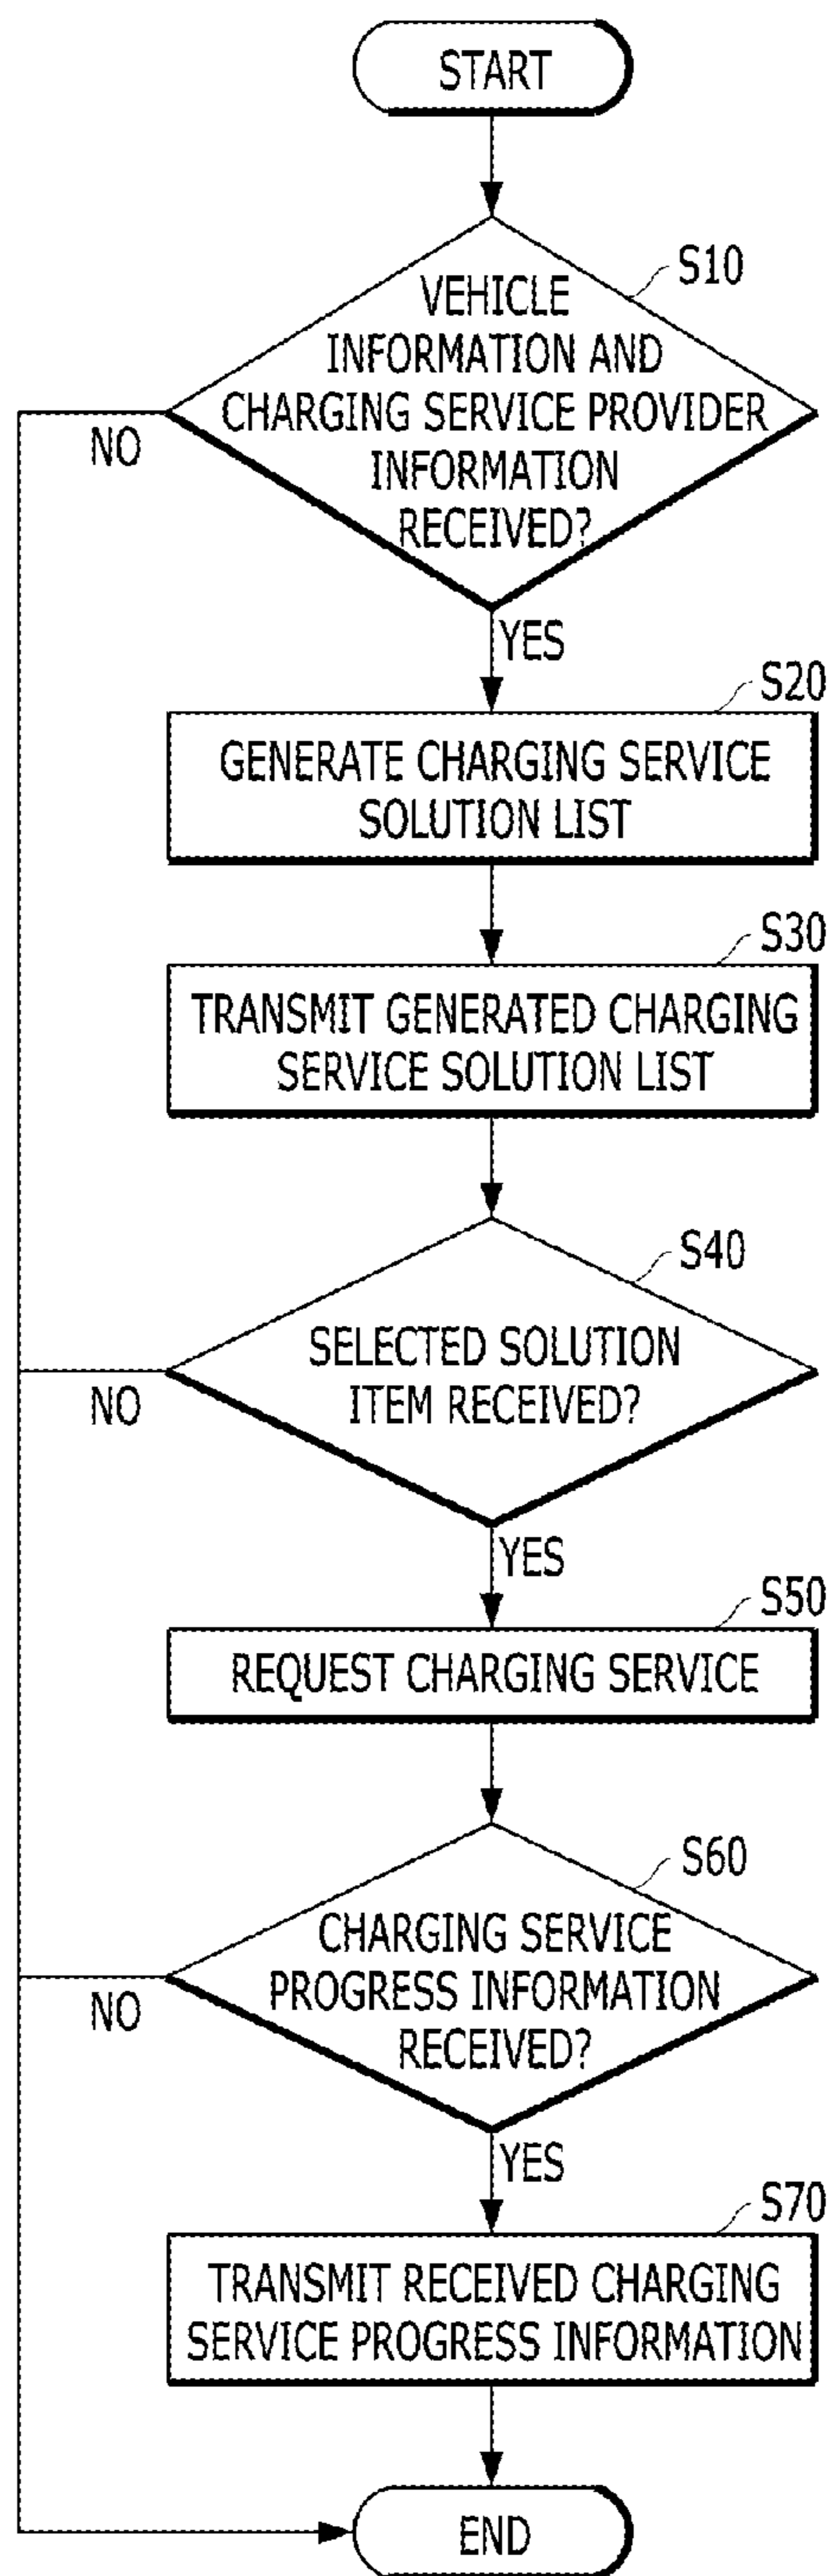 START
S10
VEHICLE
INFORMATION AND
CHARGING SERVICE PROVIDER
INFORMATION
RECEIVED?
NO
YES
S20
GENERATE CHARGING SERVICE
SOLUTION LIST
S30
TRANSMIT GENERATED CHARGING
SERVICE SOLUTION LIST
S40
SELECTED SOLUTION
ITEM RECEIVED?
NO
YES
S50
REQUEST CHARGING SERVICE
S60
CHARGING SERVICE
PROGRESS INFORMATION
RECEIVED?
NO
YES
S70
TRANSMIT RECEIVED CHARGING
SERVICE PROGRESS INFORMATION
END